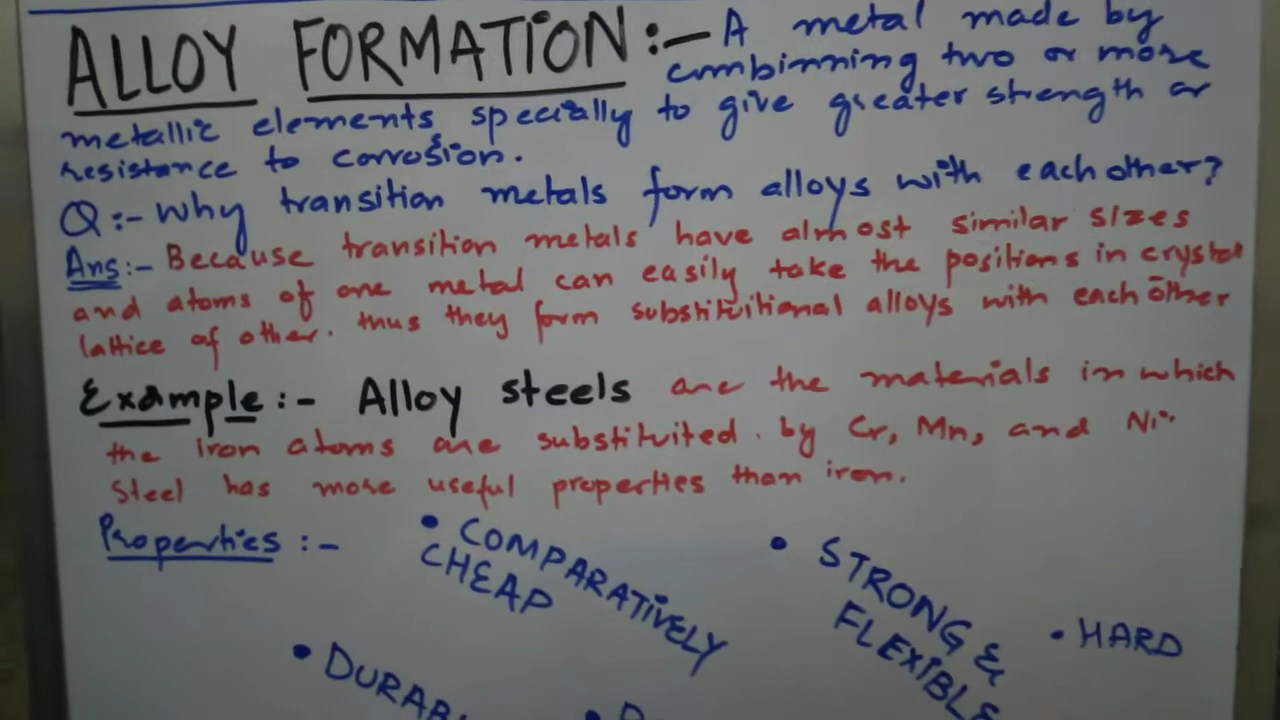 ALLOY FORMATION:- A metal made by
combinning two or more
metallic elements specially to give greater strength or
resistance to corrosion.
Q:- Why transition metals form alloys with each other?
Ans:- Because transition metals have almost similar sizes
and atoms of one metal can easily take the positions in crystal
lattice of other. thus they form substituitional alloys with each other
Example:- Alloy steels are the materials in which
the iron atoms are substituited. by Cr, Mn, and Ni.
Steel has more useful properties than iron.
Properties:-
• COMPARATIVELY
CHEAP
• STRONG &
FLEXIBLE
• HARD
• DURAB